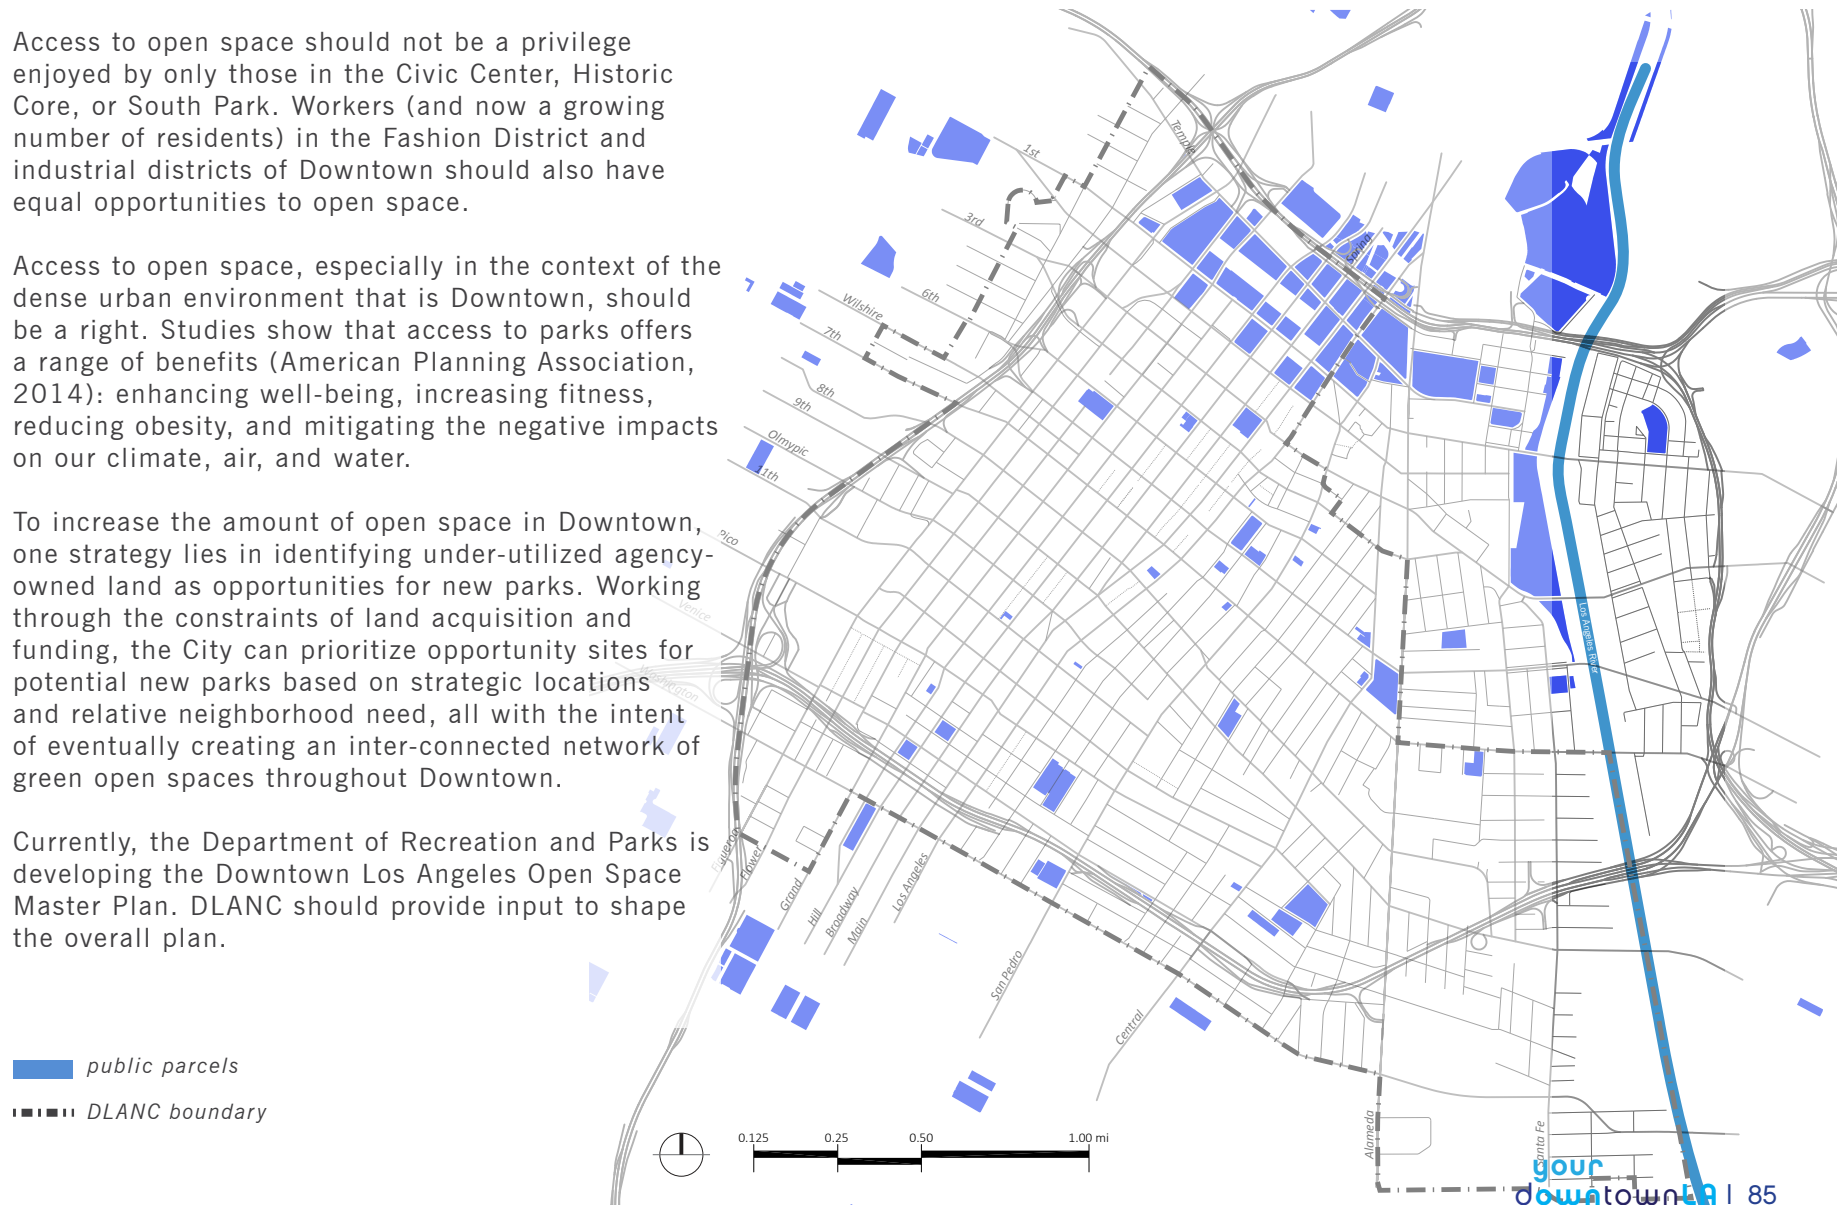 Access to open space should not be a privilege
enjoyed by only those in the Civic Center, Historic
Core, or South Park. Workers (and now a growing
number of residents) in the Fashion District and
industrial districts of Downtown should also have
equal opportunities to open space.
Access to open space, especially in the context of the
dense urban environment that is Downtown, should
be a right. Studies show that access to parks offers
a range of benefits (American Planning Association,
2014): enhancing well-being, increasing fitness,
reducing obesity, and mitigating the negative impacts
on our climate, air, and water.
To increase the amount of open space in Downtown,
one strategy lies in identifying under-utilized agency-
owned land as opportunities for new parks. Working
through the constraints of land acquisition and
funding, the City can prioritize opportunity sites for
potential new parks based on strategic locations
and relative neighborhood need, all with the intent
of eventually creating an inter-connected network of
green open spaces throughout Downtown.
Currently, the Department of Recreation and Parks is
developing the Downtown Los Angeles Open Space
Master Plan. DLANC should provide input to shape
the overall plan.
public parcels
DLANC boundary
Temple
1st
3rd
Spring
6th
Wilshire
7th
8th
9th
Olmypic
11th
Pico
Venice
Washington
Los Angeles River
Figueroa
Flower
Grand
Hill
Broadway
Main
Los Angeles
San Pedro
Central
Alameda
Santa Fe
0.125
0.25
0.50
1.00 mi
your
downtownLA | 85